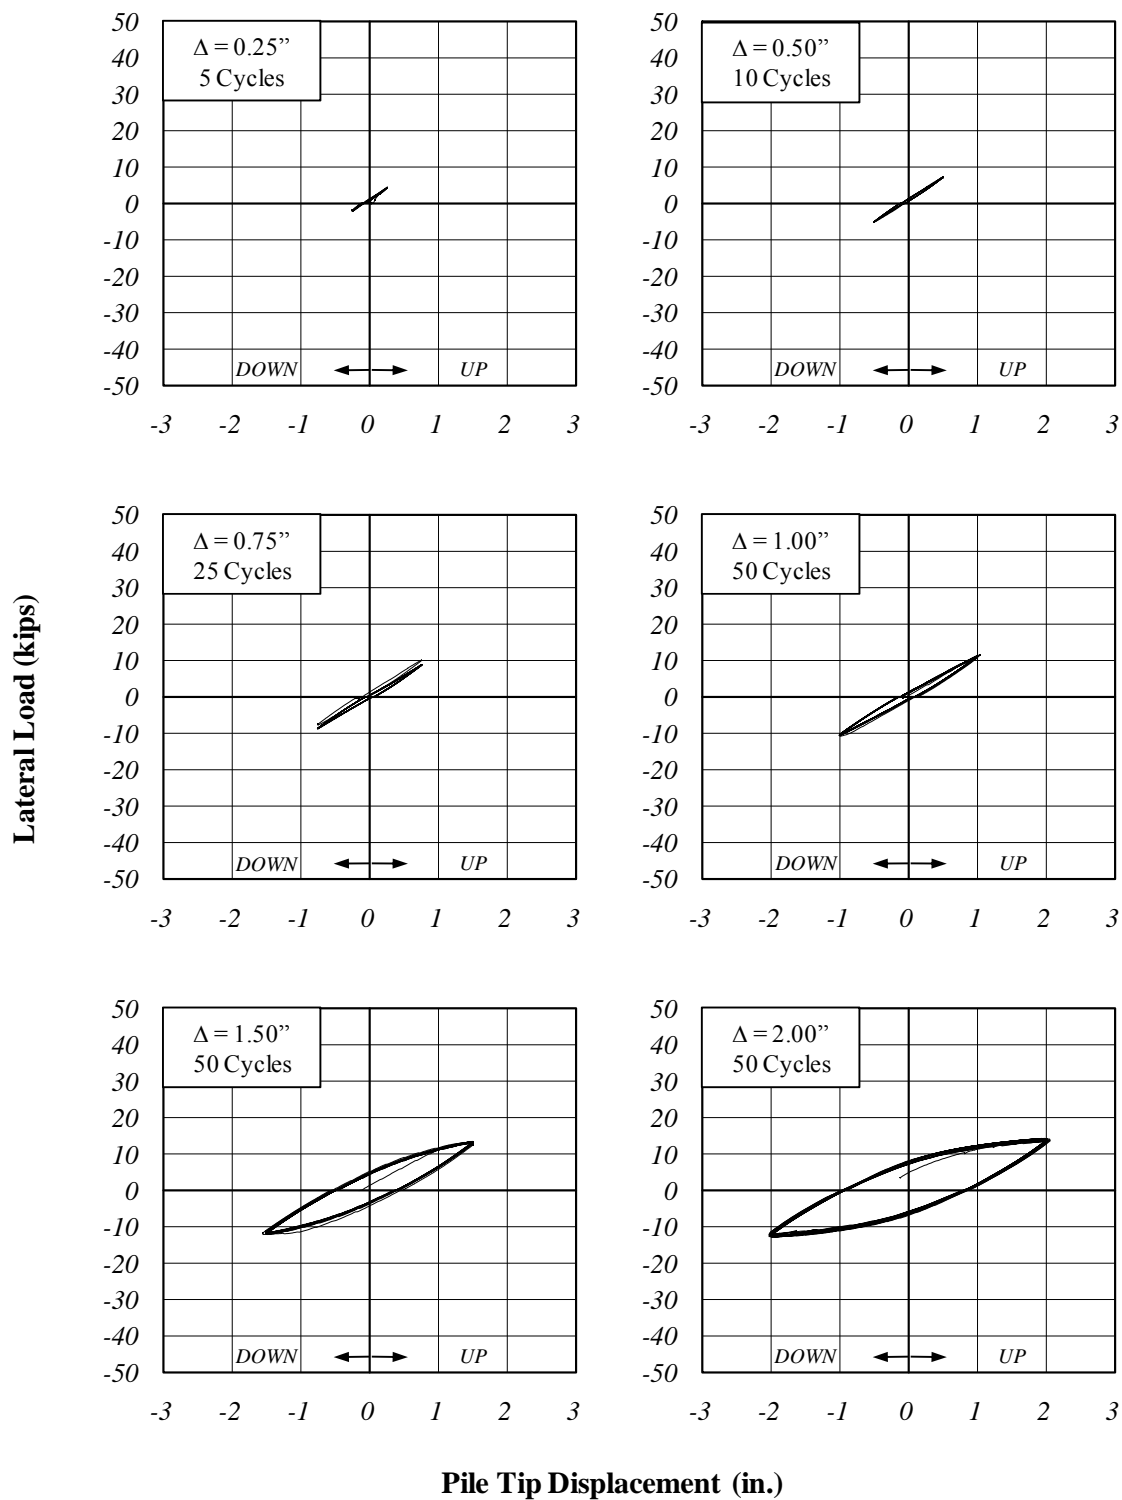 Δ = 0.25”
5 Cycles
50
40
30
20
10
0
-10
-20
-30
-40
-50
DOWN
UP
-3 -2 -1 0 1 2 3
Δ = 0.50”
10 Cycles
50
40
30
20
10
0
-10
-20
-30
-40
-50
DOWN
UP
-3 -2 -1 0 1 2 3
Lateral Load (kips)
Δ = 0.75”
25 Cycles
50
40
30
20
10
0
-10
-20
-30
-40
-50
DOWN
UP
-3 -2 -1 0 1 2 3
Δ = 1.00”
50 Cycles
50
40
30
20
10
0
-10
-20
-30
-40
-50
DOWN
UP
-3 -2 -1 0 1 2 3
Δ = 1.50”
50 Cycles
50
40
30
20
10
0
-10
-20
-30
-40
-50
DOWN
UP
-3 -2 -1 0 1 2 3
Δ = 2.00”
50 Cycles
50
40
30
20
10
0
-10
-20
-30
-40
-50
DOWN
UP
-3 -2 -1 0 1 2 3
Pile Tip Displacement (in.)